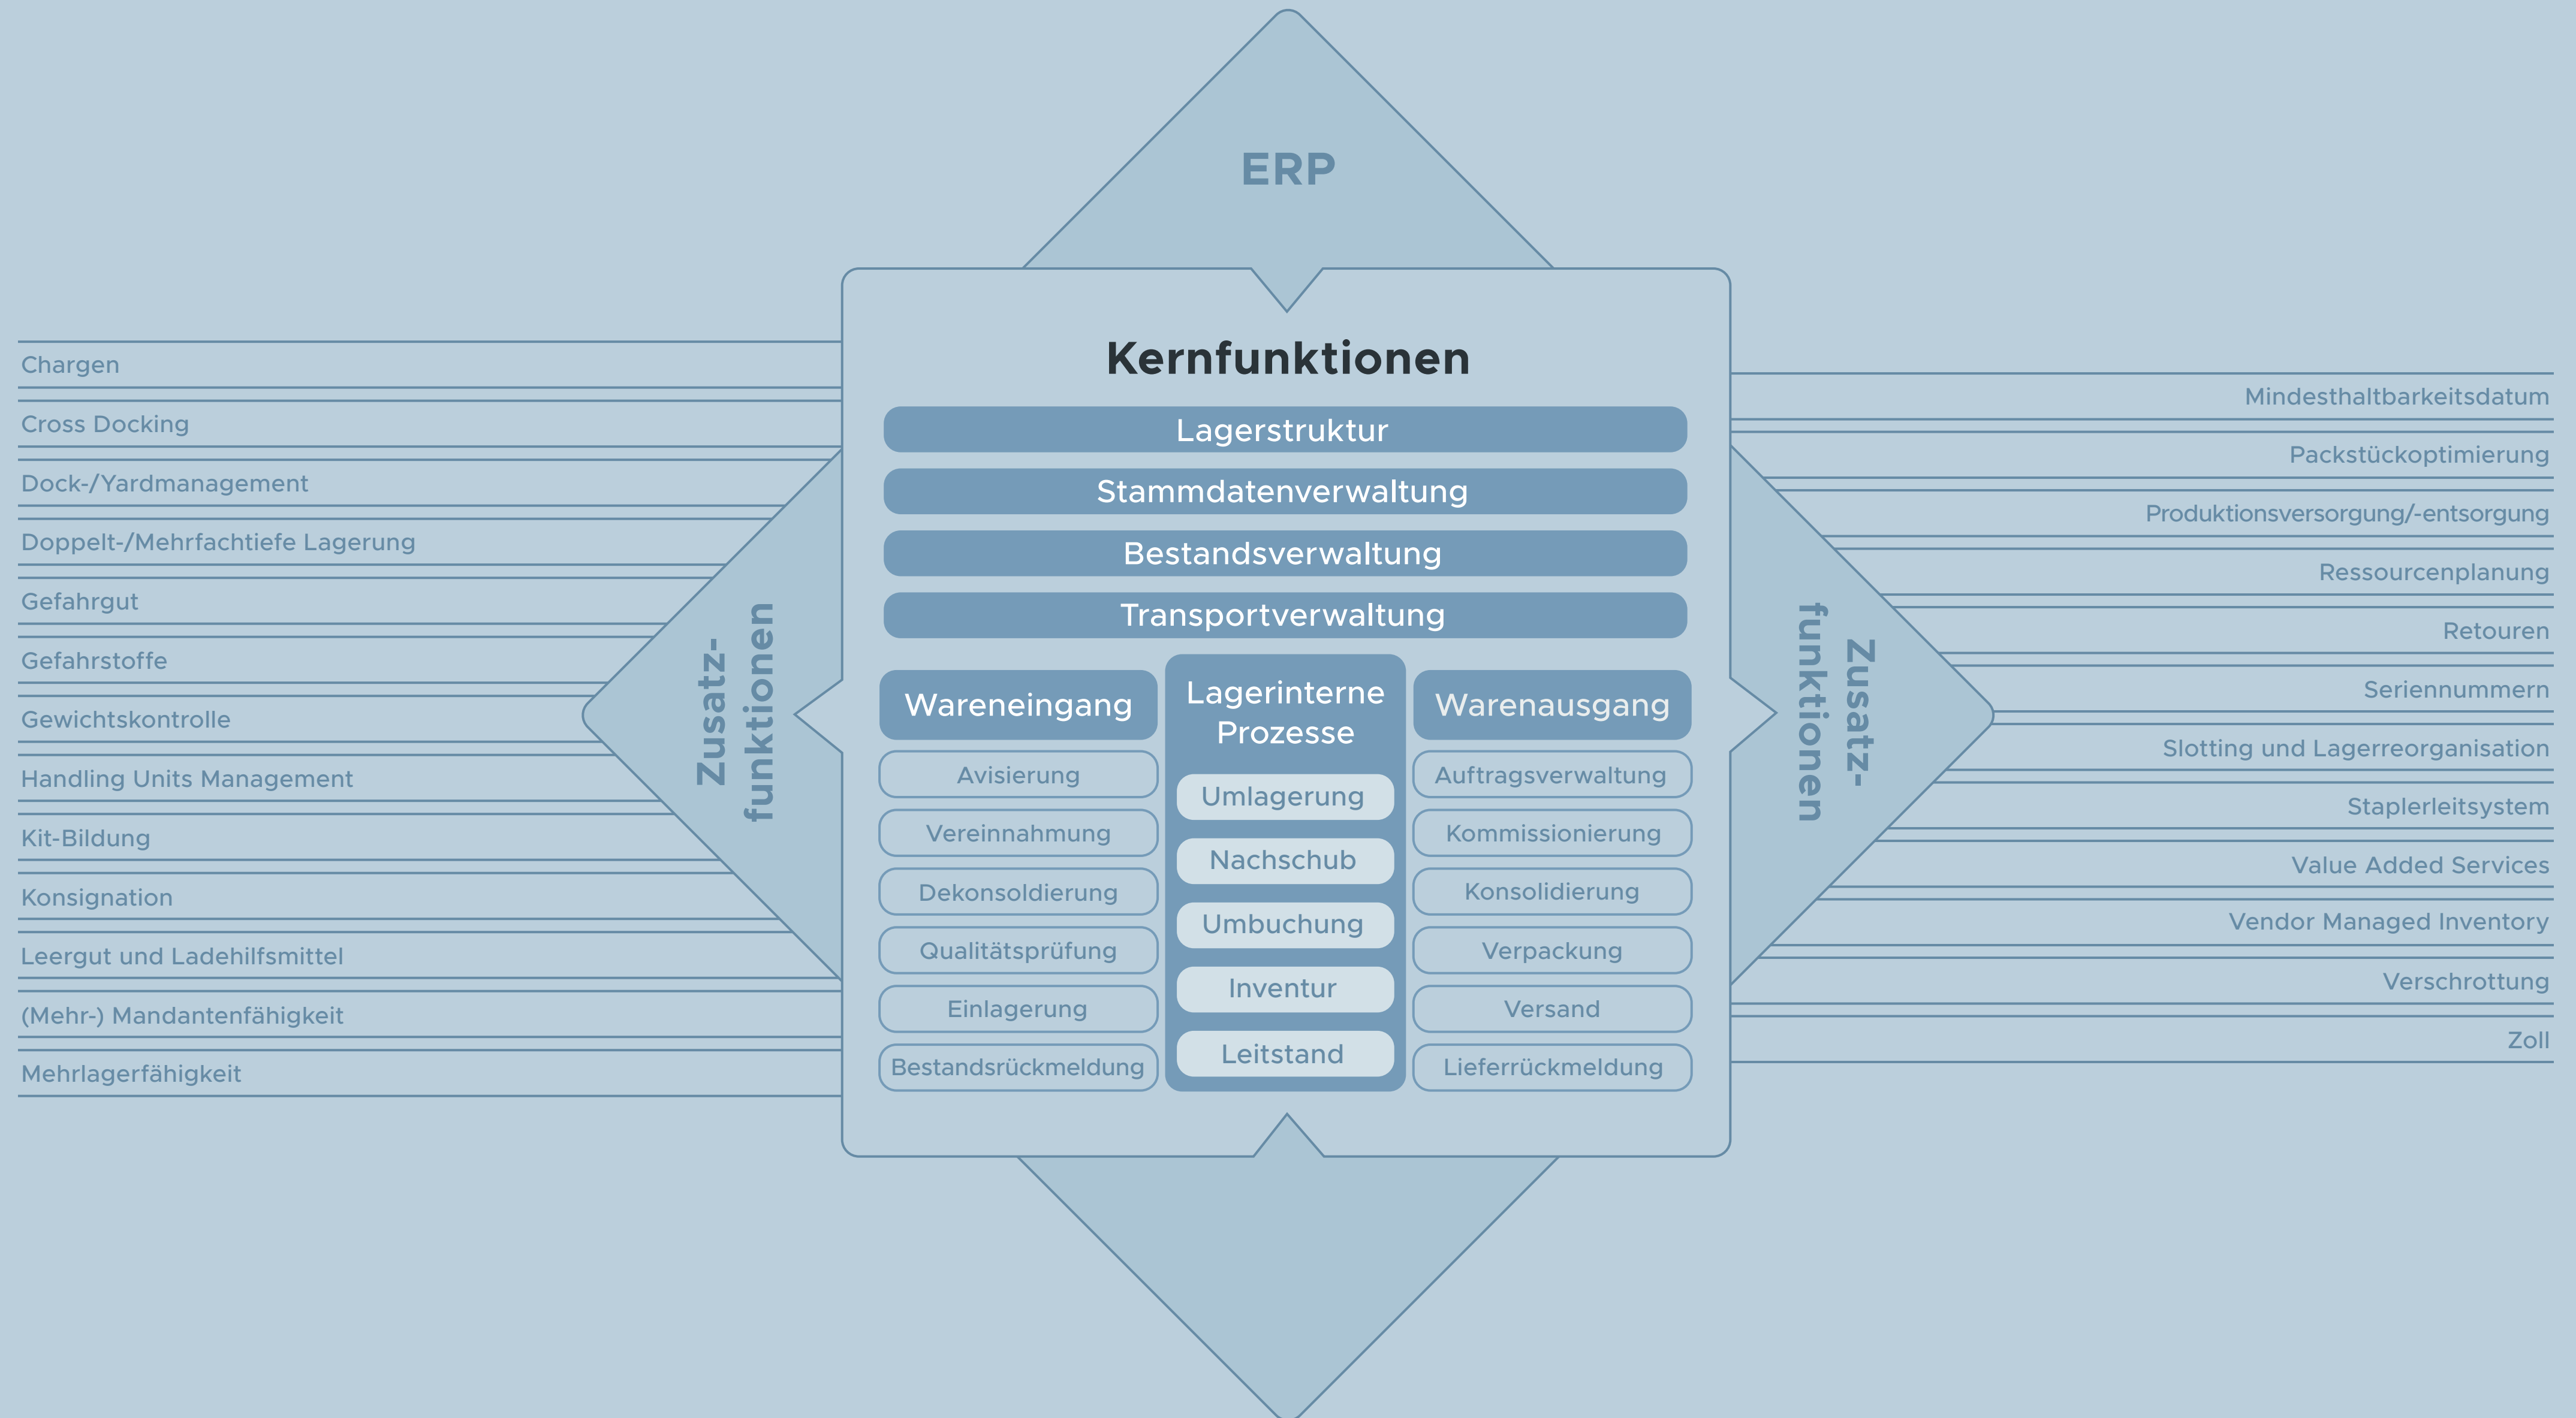 ERP
Kernfunktionen
Lagerstruktur
Stammdatenverwaltung
Bestandsverwaltung
Transportverwaltung
Wareneingang
Avisierung
Vereinnahmung
Dekonsoldierung
Qualitätsprüfung
Einlagerung
Bestandsrückmeldung
Lagerinterne
Prozesse
Umlagerung
Nachschub
Umbuchung
Inventur
Leitstand
Warenausgang
Auftragsverwaltung
Kommissionierung
Konsolidierung
Verpackung
Versand
Lieferrückmeldung
Zusatz-
funktionen
Chargen
Cross Docking
Dock-/Yardmanagement
Doppelt-/Mehrfachtiefe Lagerung
Gefahrgut
Gefahrstoffe
Gewichtskontrolle
Handling Units Management
Kit-Bildung
Konsignation
Leergut und Ladehilfsmittel
(Mehr-) Mandantenfähigkeit
Mehrlagerfähigkeit
Zusatz-
funktionen
Mindesthaltbarkeitsdatum
Packstückoptimierung
Produktionsversorgung/-entsorgung
Ressourcenplanung
Retouren
Seriennummern
Slotting und Lagerreorganisation
Staplerleitsystem
Value Added Services
Vendor Managed Inventory
Verschrottung
Zoll